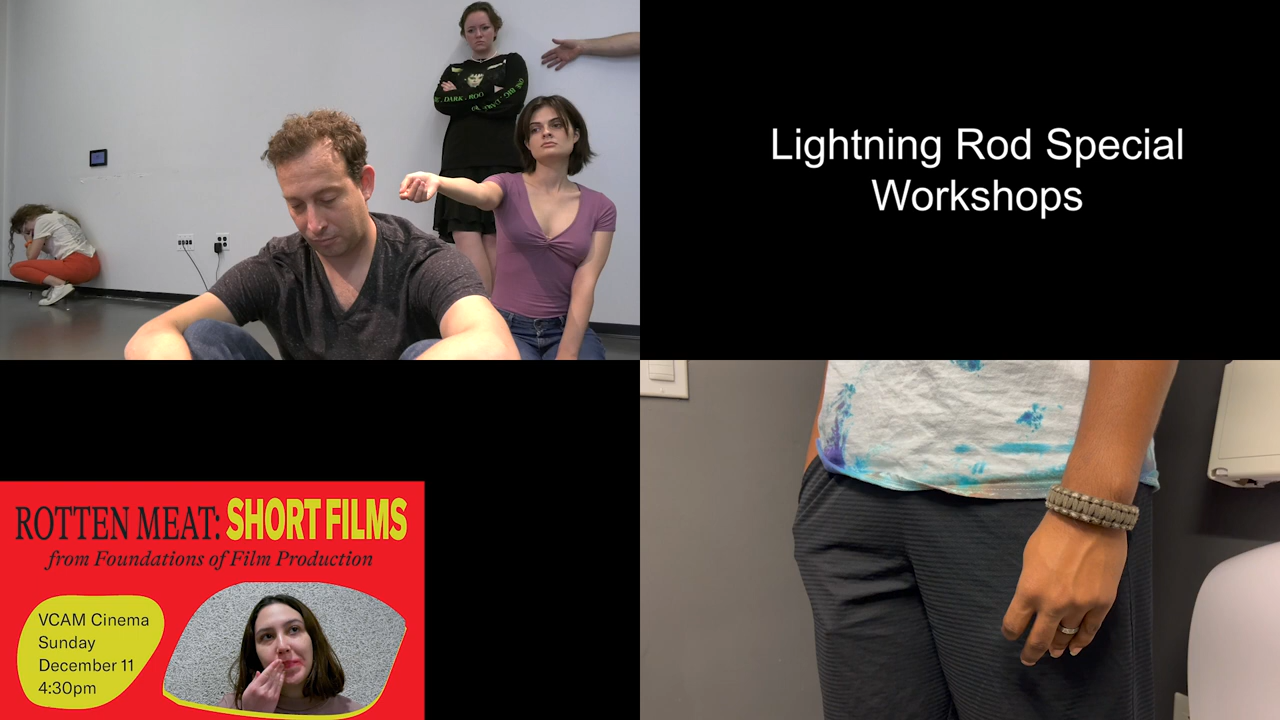 Lightning Rod Special
Workshops
ROTTEN MEAT: SHORT FILMS
from Foundations of Film Production
VCAM Cinema
Sunday
December 11
4:30pm